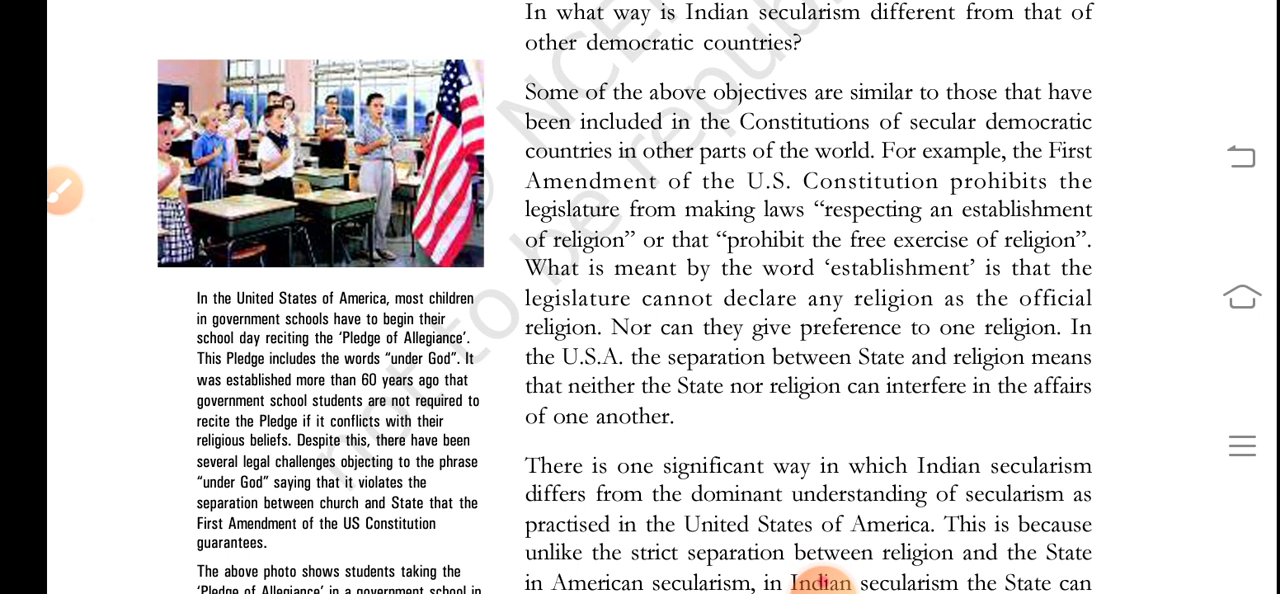 In what way is Indian secularism different from that of
other democratic countries?
Some of the above objectives are similar to those that have
been included in the Constitutions of secular democratic
countries in other parts of the world. For example, the First
Amendment of the U.S. Constitution prohibits the
legislature from making laws “respecting an establishment
of religion” or that “prohibit the free exercise of religion”.
What is meant by the word ‘establishment’ is that the
legislature cannot declare any religion as the official
religion. Nor can they give preference to one religion. In
the U.S.A. the separation between State and religion means
that neither the State nor religion can interfere in the affairs
of one another.
There is one significant way in which Indian secularism
differs from the dominant understanding of secularism as
practised in the United States of America. This is because
unlike the strict separation between religion and the State
in American secularism, in Indian secularism the State can
In the United States of America, most children
in government schools have to begin their
school day reciting the ‘Pledge of Allegiance’.
This Pledge includes the words “under God”. It
was established more than 60 years ago that
government school students are not required to
recite the Pledge if it conflicts with their
religious beliefs. Despite this, there have been
several legal challenges objecting to the phrase
“under God” saying that it violates the
separation between church and State that the
First Amendment of the US Constitution
guarantees.
The above photo shows students taking the
‘Pledge of Allegiance’ in a government school in
not to be republ
© NCE